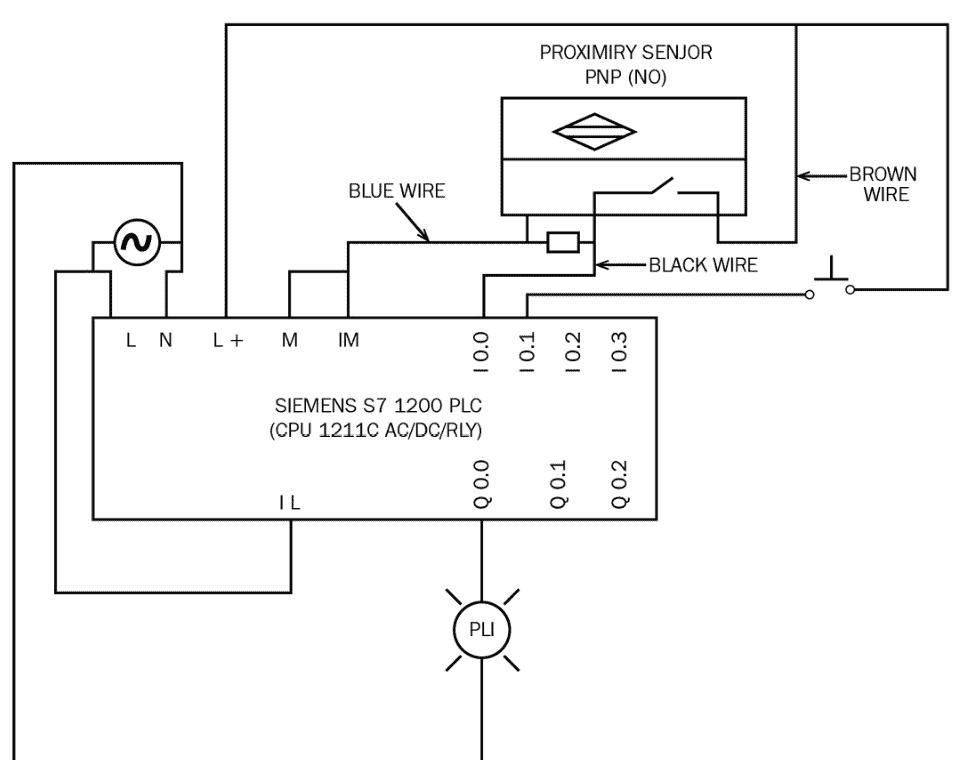 PROXIMIRY SENJOR
PNP (NO)
BROWN
WIRE
BLUE WIRE
BLACK WIRE
L N L + M IM I 0.0 I 0.1 I 0.2 I 0.3
SIEMENS S7 1200 PLC
(CPU 1211C AC/DC/RLY)
I L Q 0.0 Q 0.1 Q 0.2
PLI